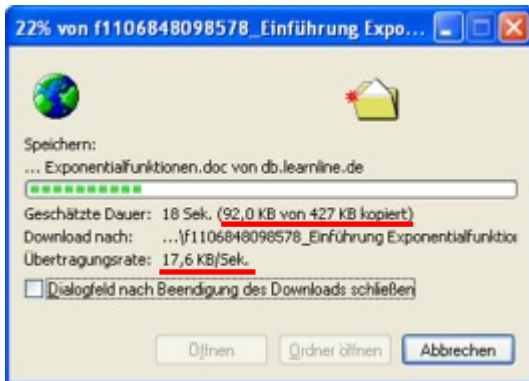 22% von f1106848098578_Einführung Expo...
Speichern:
... Exponentialfunktionen.doc von db.learnline.de
Geschätzte Dauer: 18 Sek. (92,0 KB von 427 KB kopiert)
Download nach: ...\f1106848098578_Einführung Exponentialfunktion
Übertragungsrate: 17,6 KB/Sek.
Dialogfeld nach Beendigung des Downloads schließen
Öffnen Ordner öffnen Abbrechen